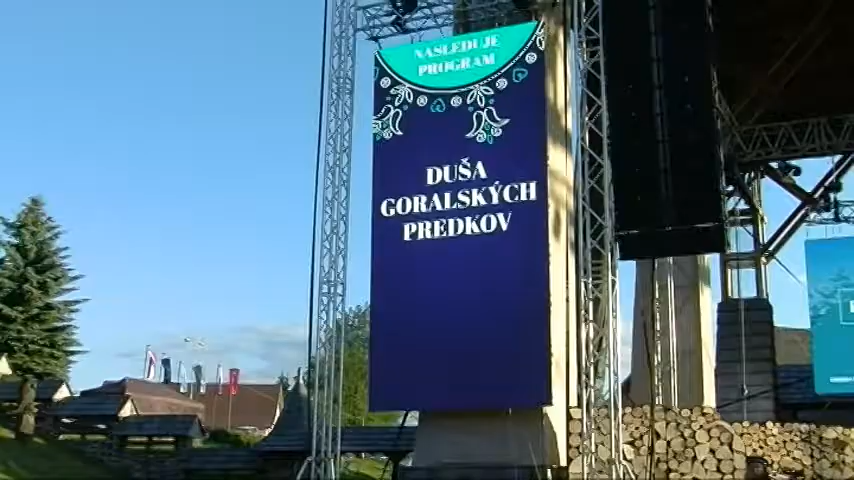 NASLEDUJE
PROGRAM
DUŠA
GORALSKÝCH
PREDKOV